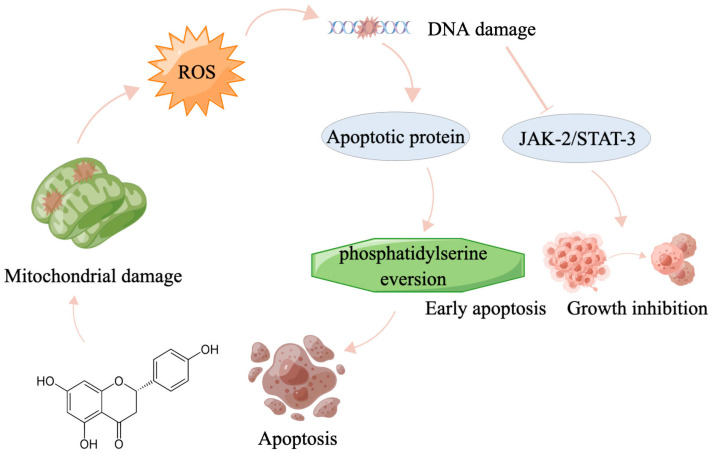 DNA damage
ROS
Apoptotic protein
JAK-2/STAT-3
Mitochondrial damage
phosphatidylserine
eversion
Early apoptosis
Growth inhibition
OH
HO
O
OH
O
Apoptosis